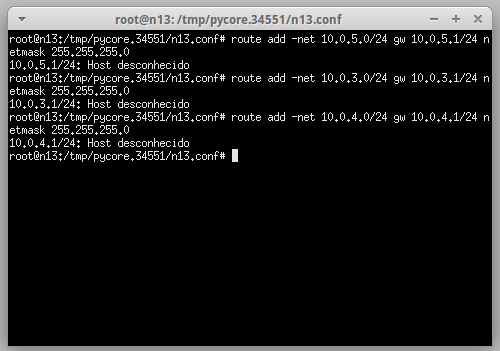 root@n13: /tmp/pycore.34551/n13.conf
root@n13:/tmp/pycore.34551/n13.conf# route add -net 10.0.5.0/24 gw 10.0.5.1/24 n
etmask 255.255.255.0
10.0.5.1/24: Host desconhecido
root@n13:/tmp/pycore.34551/n13.conf# route add -net 10.0.3.0/24 gw 10.0.3.1/24 n
etmask 255.255.255.0
10.0.3.1/24: Host desconhecido
root@n13:/tmp/pycore.34551/n13.conf# route add -net 10.0.4.0/24 gw 10.0.4.1/24 n
etmask 255.255.255.0
10.0.4.1/24: Host desconhecido
root@n13:/tmp/pycore.34551/n13.conf#